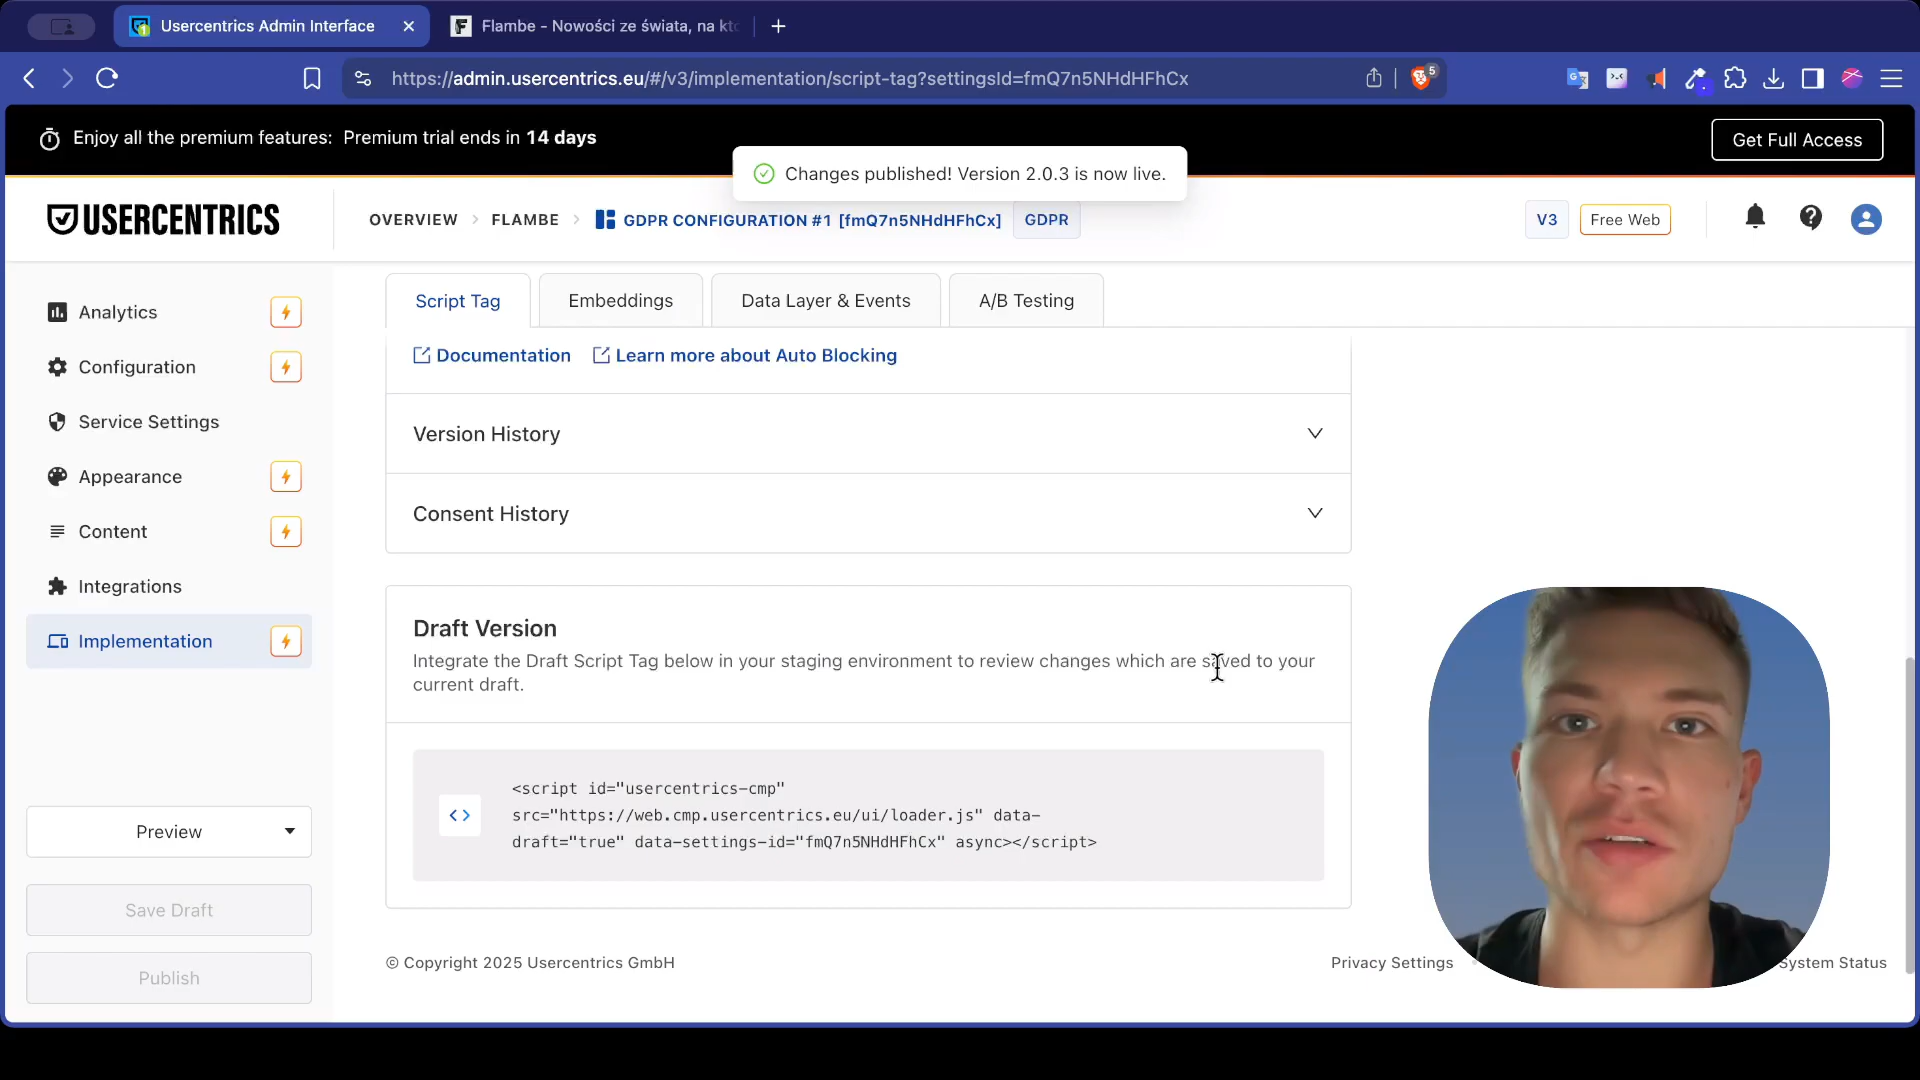 Usercentrics Admin Interface
Flambe - Nowości ze świata, na kto
https://admin.usercentrics.eu/#/v3/implementation/script-tag?settingsId=fmQ7n5NHdHFhCx
5
Enjoy all the premium features: Premium trial ends in 14 days
Get Full Access
Changes published! Version 2.0.3 is now live.
USERCENTRICS
OVERVIEW > FLAMBE > GDPR CONFIGURATION #1 [fmQ7n5NHdHFhCx]
GDPR
V3
Free Web
Analytics
Configuration
Service Settings
Appearance
Content
Integrations
Implementation
Preview
Save Draft
Publish
Script Tag
Embeddings
Data Layer & Events
A/B Testing
Documentation
Learn more about Auto Blocking
Version History
Consent History
Draft Version
Integrate the Draft Script Tag below in your staging environment to review changes which are saved to your
current draft.
<script id="usercentrics-cmp"
src="https://web.cmp.usercentrics.eu/ui/loader.js" data-
draft="true" data-settings-id="fmQ7n5NHdHFhCx" async></script>
© Copyright 2025 Usercentrics GmbH
Privacy Settings
System Status